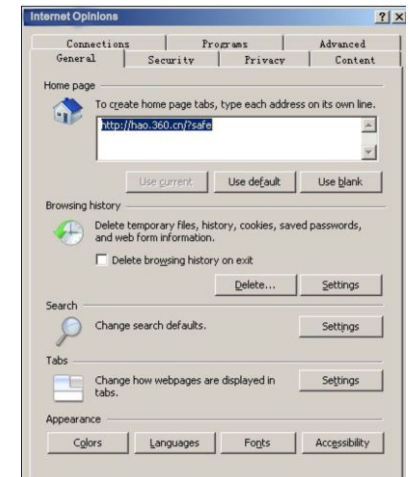 Internet Opinions
? x
Connections Programs Advanced
General Security Privacy Content
Home page
To create home page tabs, type each address on its own line.
http://hao.360.cn/?safe
Use current Use default Use blank
Browsing history
Delete temporary files, history, cookies, saved passwords,
and web form information.
Delete browsing history on exit
Delete... Settings
Search
Change search defaults. Settings
Tabs
Change how webpages are displayed in Settings
tabs.
Appearance
Colors Languages Fonts Accessibility